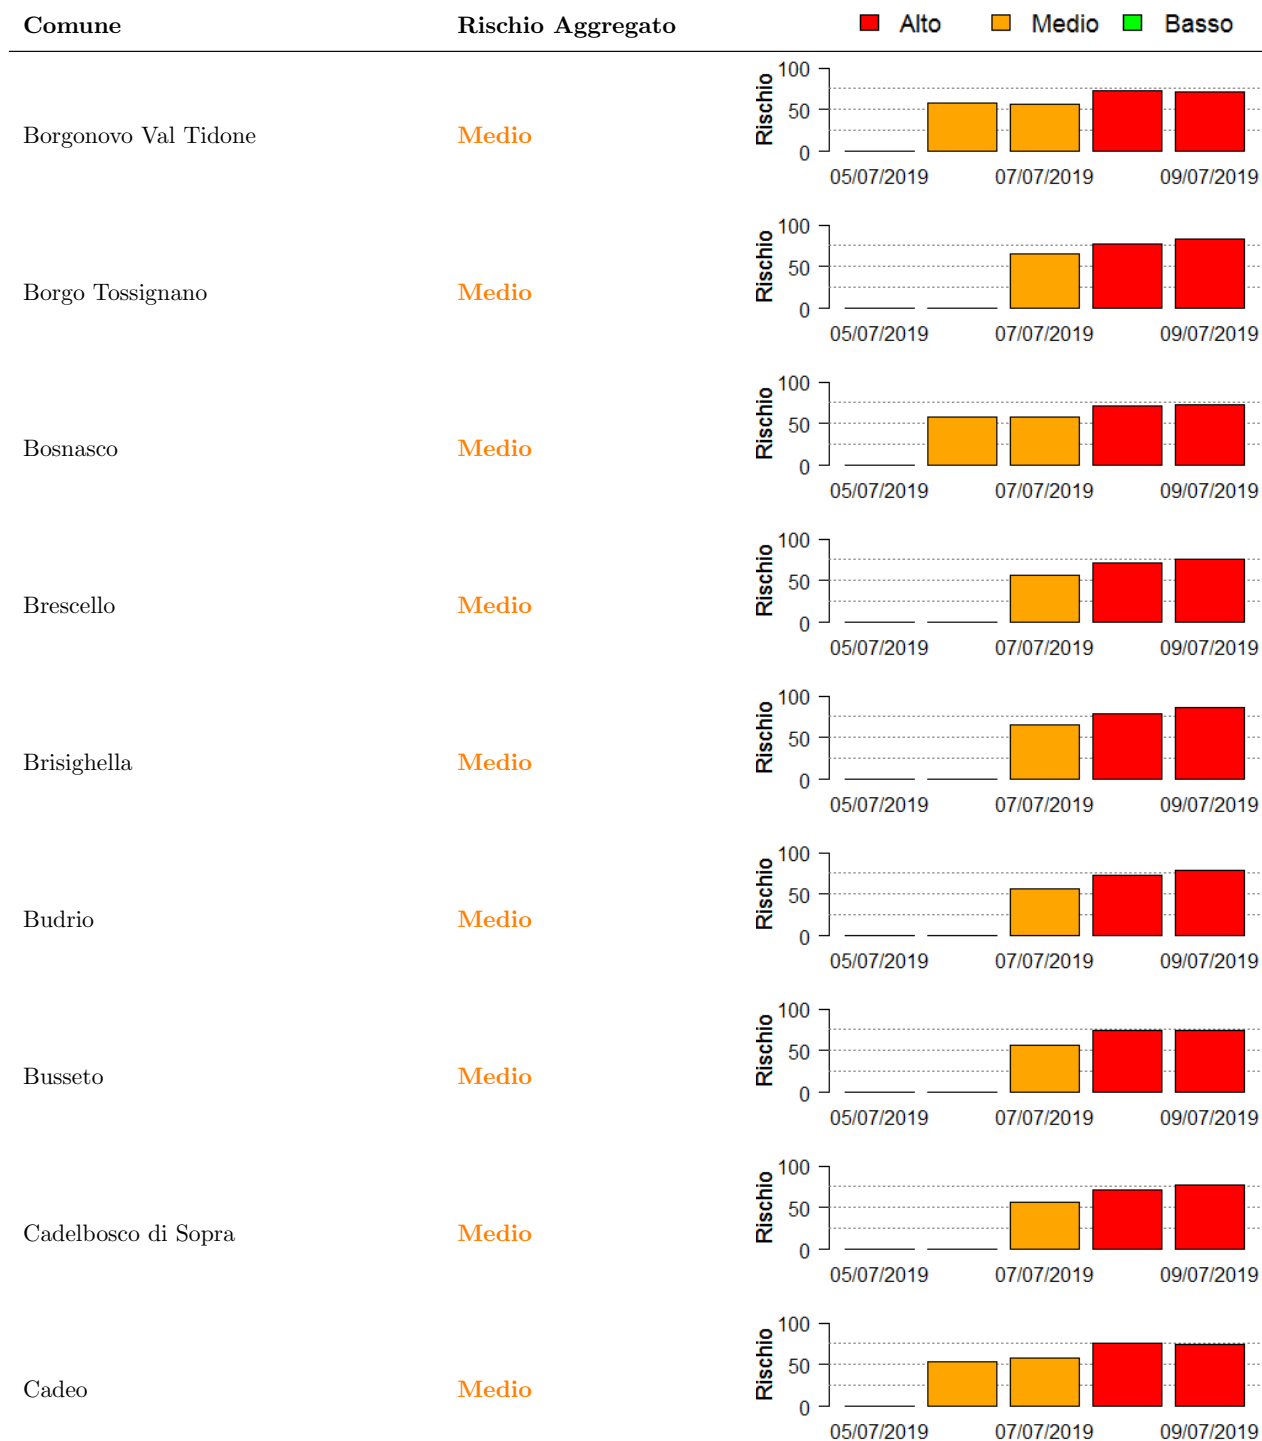 Comune Rischio Aggregato Alto Medio Basso
100
50
0
Rischio
Borgonovo Val Tidone Medio
05/07/2019 07/07/2019 09/07/2019
100
50
0
Rischio
Borgo Tossignano Medio
05/07/2019 07/07/2019 09/07/2019
100
50
0
Rischio
Bosnasco Medio
05/07/2019 07/07/2019 09/07/2019
100
50
0
Rischio
Brescello Medio
05/07/2019 07/07/2019 09/07/2019
100
50
0
Rischio
Brisighella Medio
05/07/2019 07/07/2019 09/07/2019
100
50
0
Rischio
Budrio Medio
05/07/2019 07/07/2019 09/07/2019
100
50
0
Rischio
Busseto Medio
05/07/2019 07/07/2019 09/07/2019
100
50
0
Rischio
Cadelbosco di Sopra Medio
05/07/2019 07/07/2019 09/07/2019
100
50
0
Rischio
Cadeo Medio
05/07/2019 07/07/2019 09/07/2019